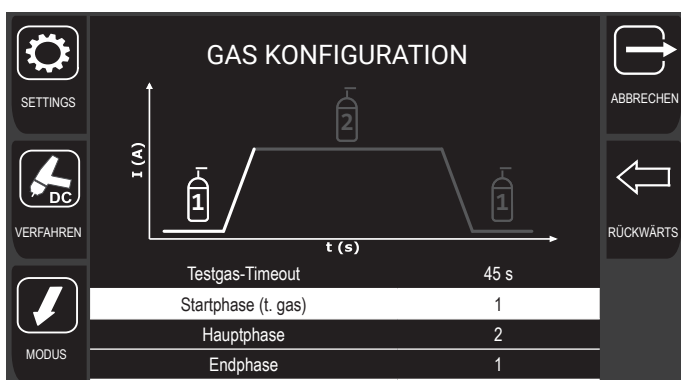 GAS KONFIGURATION
SETTINGS
DC
VERFAHREN
MODUS
I (A)
2
1
1
t (s)
Testgas-Timeout 45 s
Startphase (t. gas) 1
Hauptphase 2
Endphase 1
ABBRECHEN
RÜCKWÄRTS